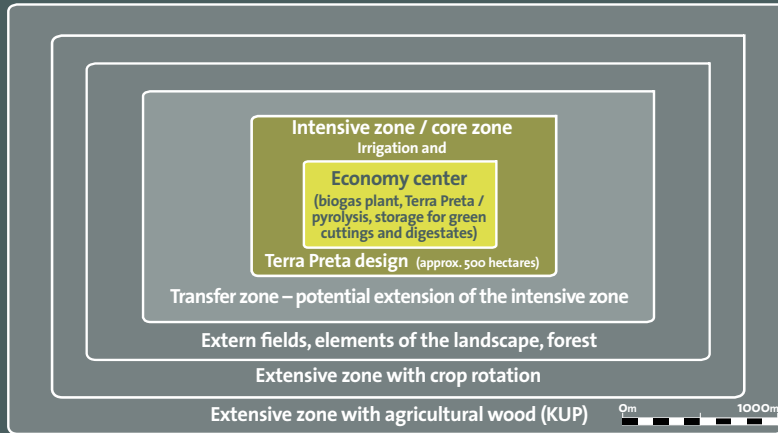 Intensive zone / core zone
Irrigation and
Economy center
(biogas plant, Terra Preta /
pyrolysis, storage for green
cuttings and digestates)
Terra Preta design (approx. 500 hectares)
Transfer zone – potential extension of the intensive zone
Extern fields, elements of the landscape, forest
Extensive zone with crop rotation
Extensive zone with agricultural wood (KUP)
0m 1000m